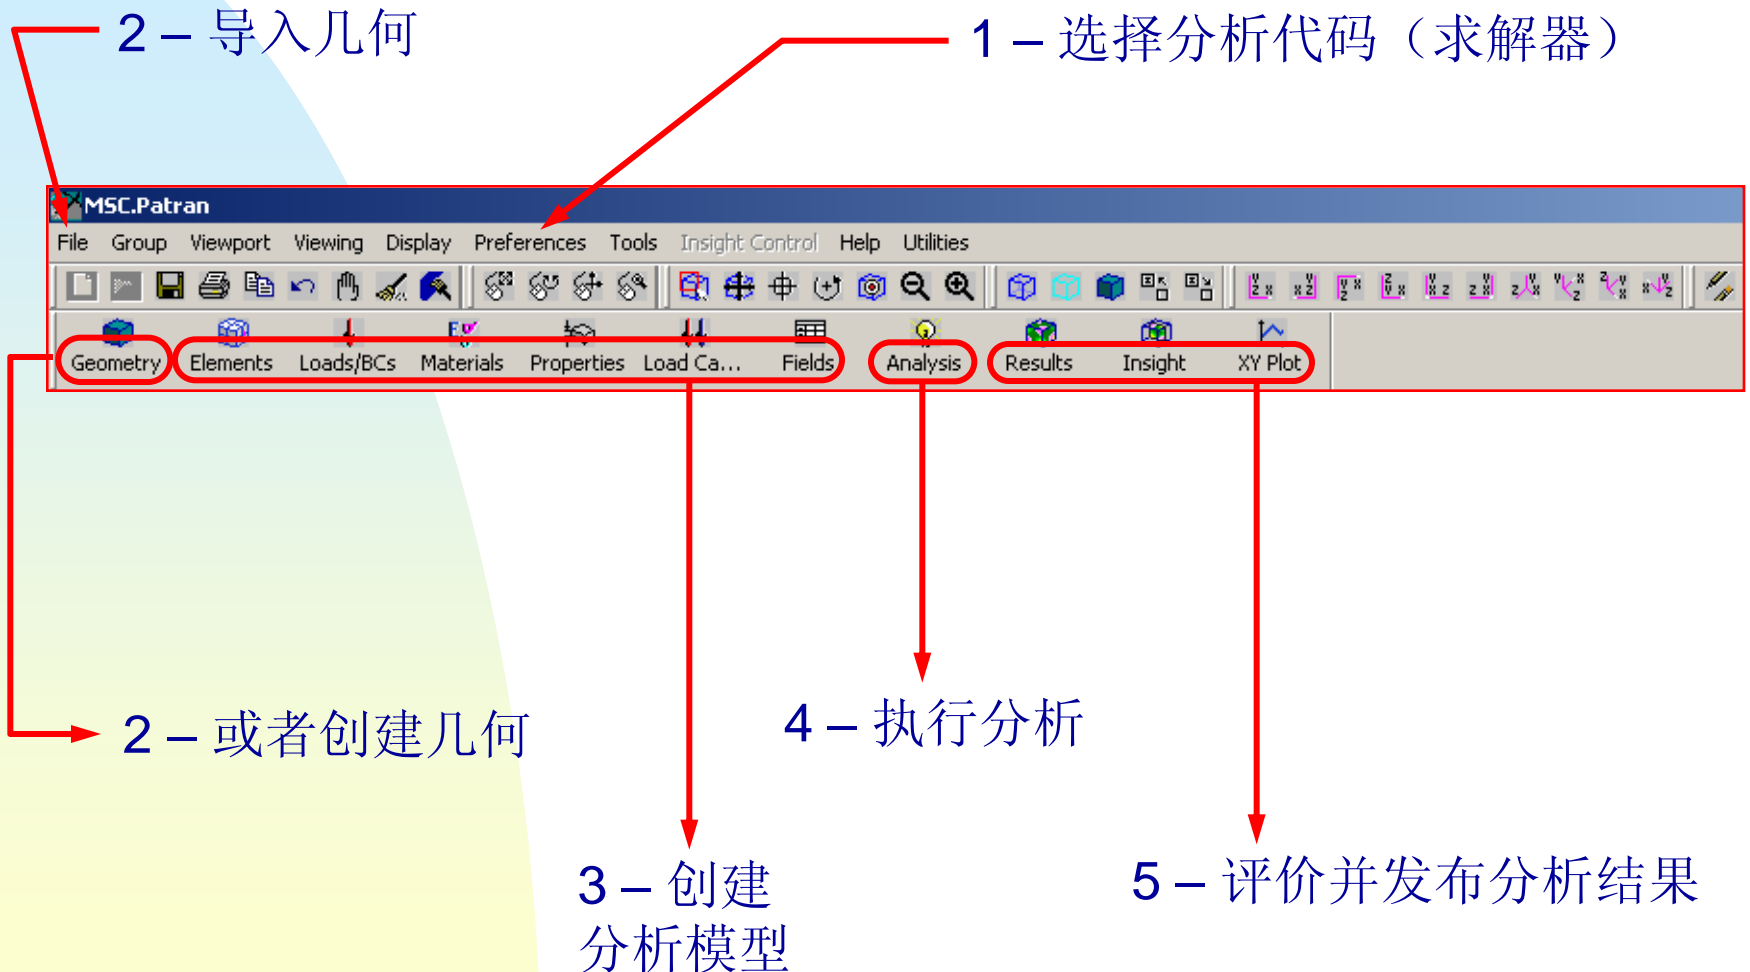 2 – 导入几何
1 – 选择分析代码（求解器）
MSC.Patran
File Group Viewport Viewing Display Preferences Tools Insight Control Help Utilities
Geometry Elements Loads/BCs Materials Properties Load Ca... Fields Analysis Results Insight XY Plot
2 – 或者创建几何
4 – 执行分析
3 – 创建
分析模型
5 – 评价并发布分析结果